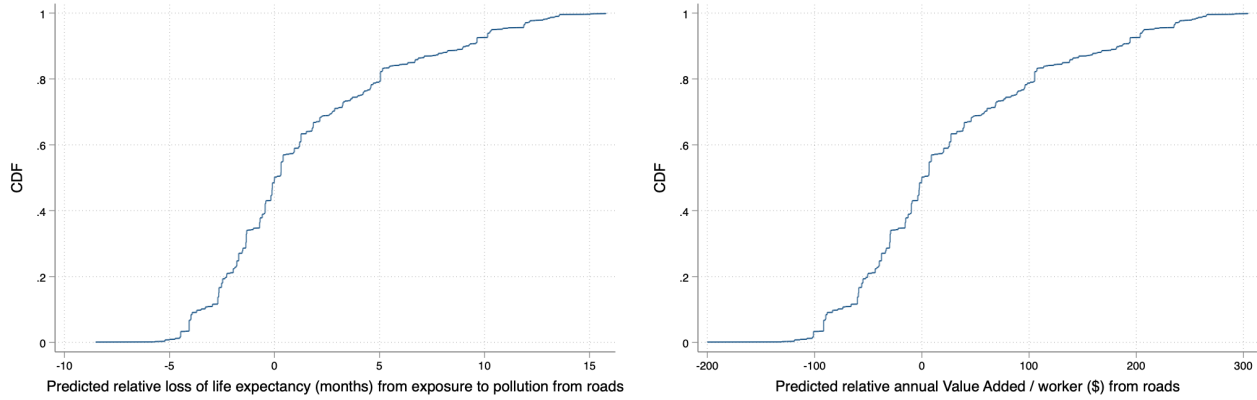 1
.8
.6
.4
.2
0
CDF
-10 -5 0 5 10 15
Predicted relative loss of life expectancy (months) from exposure to pollution from roads
1
.8
.6
.4
.2
0
CDF
-200 -100 0 100 200 300
Predicted relative annual Value Added / worker ($) from roads